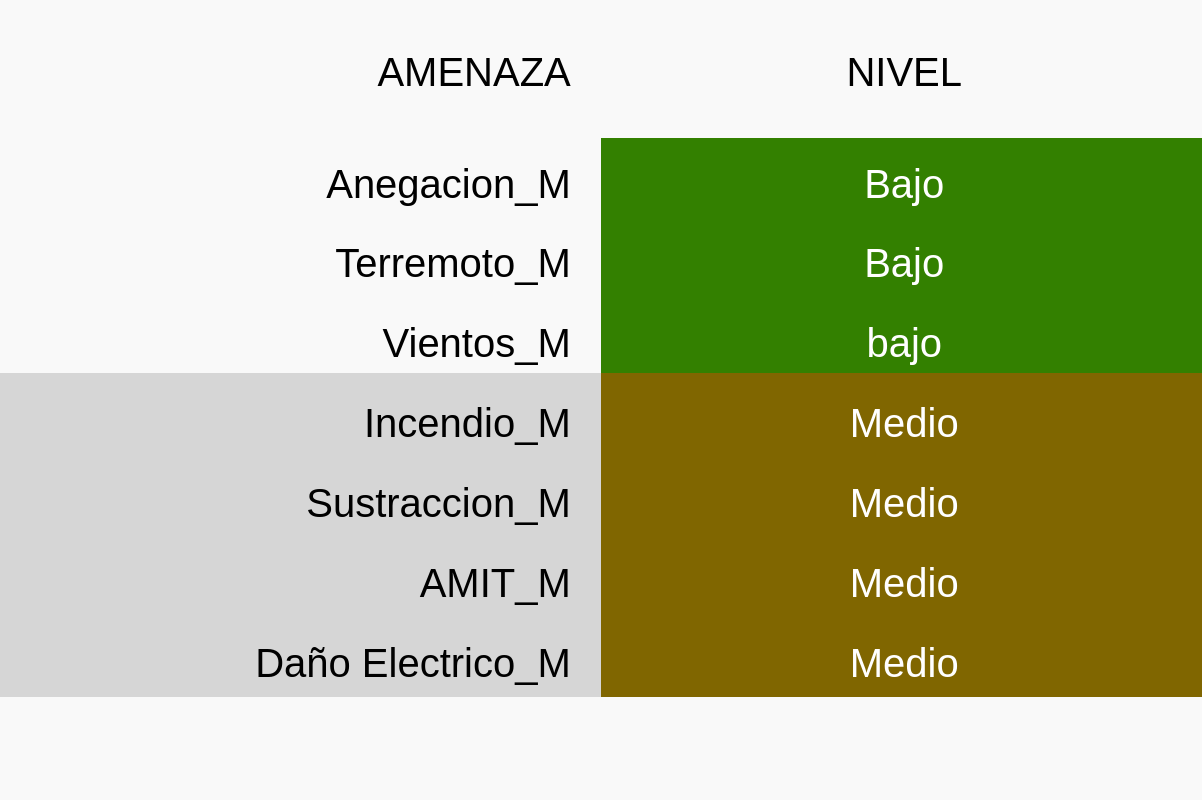 AMENAZA NIVEL
Anegacion_M Bajo
Terremoto_M Bajo
Vientos_M bajo
Incendio_M Medio
Sustraccion_M Medio
AMIT_M Medio
Daño Electrico_M Medio